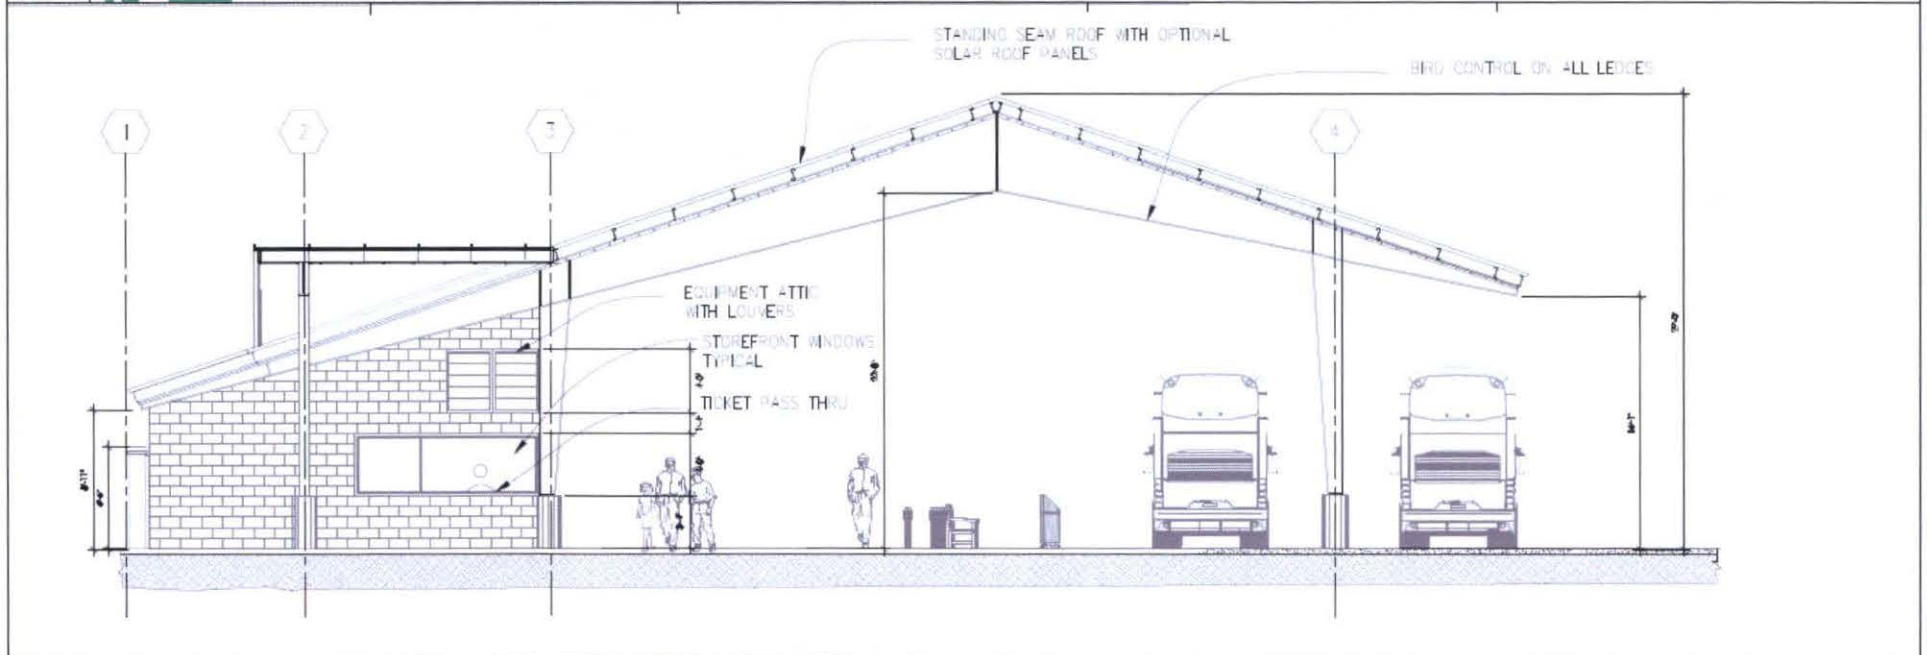 STANDING SEAM ROOF WITH OPTIONAL
SOLAR ROOF PANELS
BIRD CONTROL ON ALL LEDGES
1
2
3
4
EQUIPMENT ATTIC
WITH LOUVERS
STOREFRONT WINDOWS
TYPICAL
TICKET PASS THRU